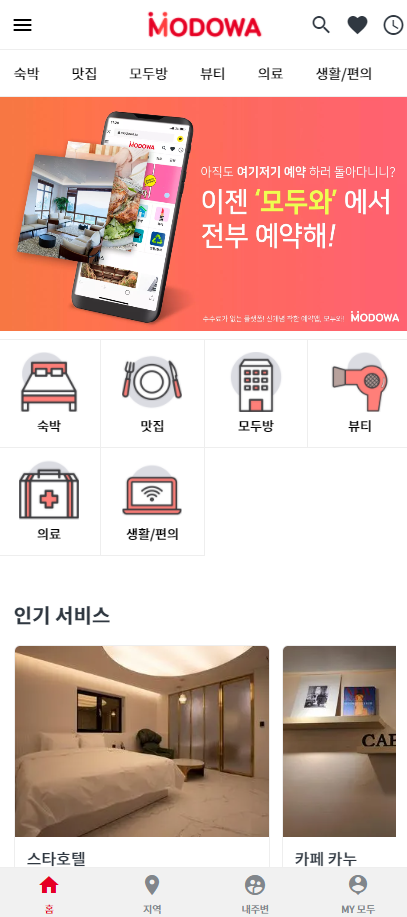 MODOWA
숙박 맛집 모두방 뷰티 의료 생활/편의
MODOWA
아직도 여기저기 예약 하러 돌아다니니?
이젠 '모두와' 에서
전부 예약해!
MODOWA
숙박 맛집 모두방 뷰티
의료 생활/편의
인기 서비스
CAF
스타호텔 카페 카누
홈 지역 내주변 MY 모두